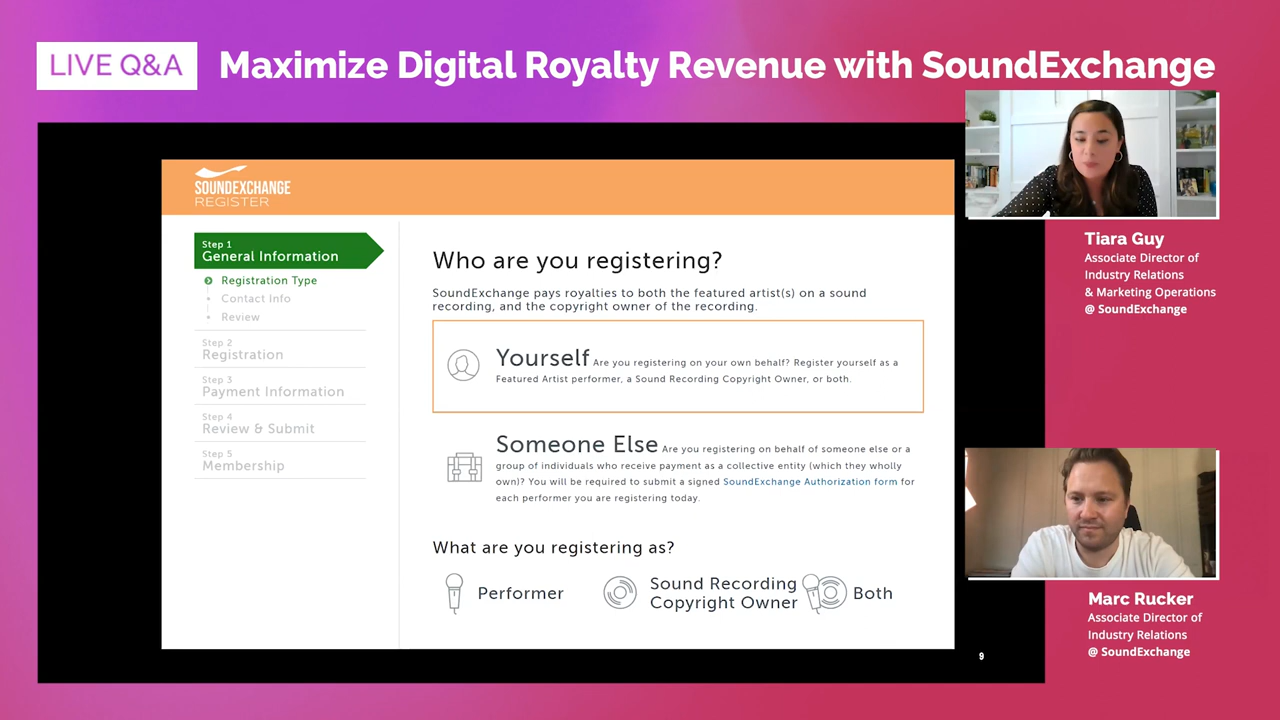 LIVE Q&A
Maximize Digital Royalty Revenue with SoundExchange
SOUNDEXCHANGE
REGISTER
Step 1
General Information
Registration Type
Contact Info
Review
Step 2
Registration
Step 3
Payment Information
Step 4
Review & Submit
Step 5
Membership
Who are you registering?
SoundExchange pays royalties to both the featured artist(s) on a sound
recording, and the copyright owner of the recording.
Yourself Are you registering on your own behalf? Register yourself as a
Featured Artist performer, a Sound Recording Copyright Owner, or both.
Someone Else Are you registering on behalf of someone else or a
group of individuals who receive payment as a collective entity (which they wholly
own)? You will be required to submit a signed SoundExchange Authorization form for
each performer you are registering today.
What are you registering as?
Performer
Sound Recording
Copyright Owner
Both
9
Tiara Guy
Associate Director of
Industry Relations
& Marketing Operations
@ SoundExchange
Marc Rucker
Associate Director of
Industry Relations
@ SoundExchange